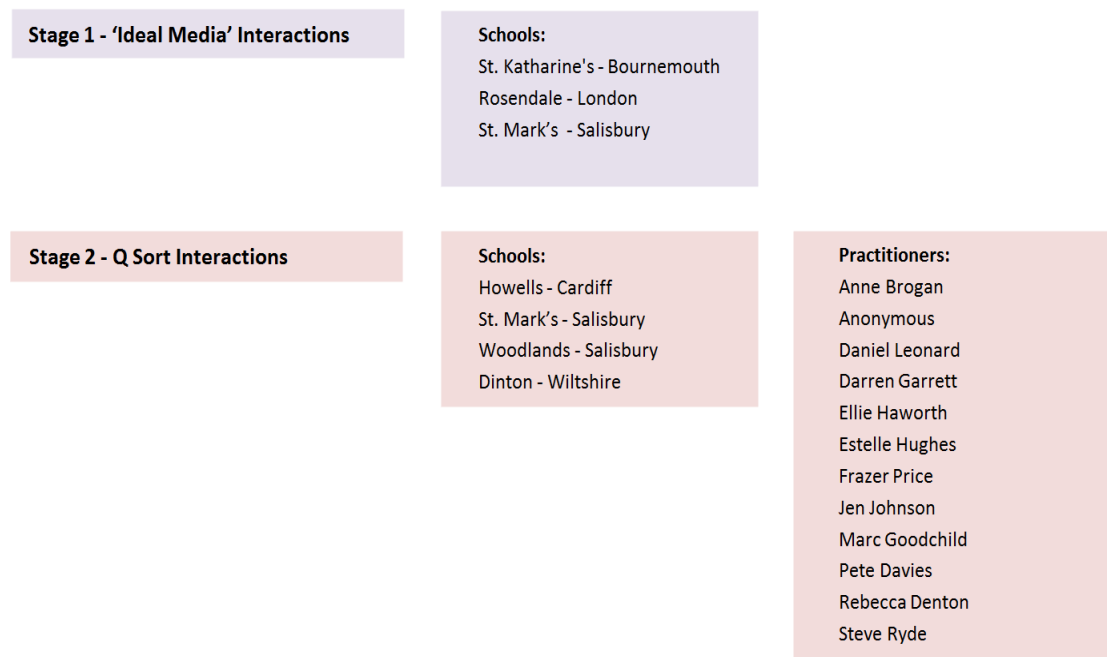 Stage 1 - ‘Ideal Media’ Interactions
Schools:
St. Katharine's - Bournemouth
Rosendale - London
St. Mark’s - Salisbury
Stage 2 - Q Sort Interactions
Schools:
Howells - Cardiff
St. Mark’s - Salisbury
Woodlands - Salisbury
Dinton - Wiltshire
Practitioners:
Anne Brogan
Anonymous
Daniel Leonard
Darren Garrett
Ellie Haworth
Estelle Hughes
Frazer Price
Jen Johnson
Marc Goodchild
Pete Davies
Rebecca Denton
Steve Ryde